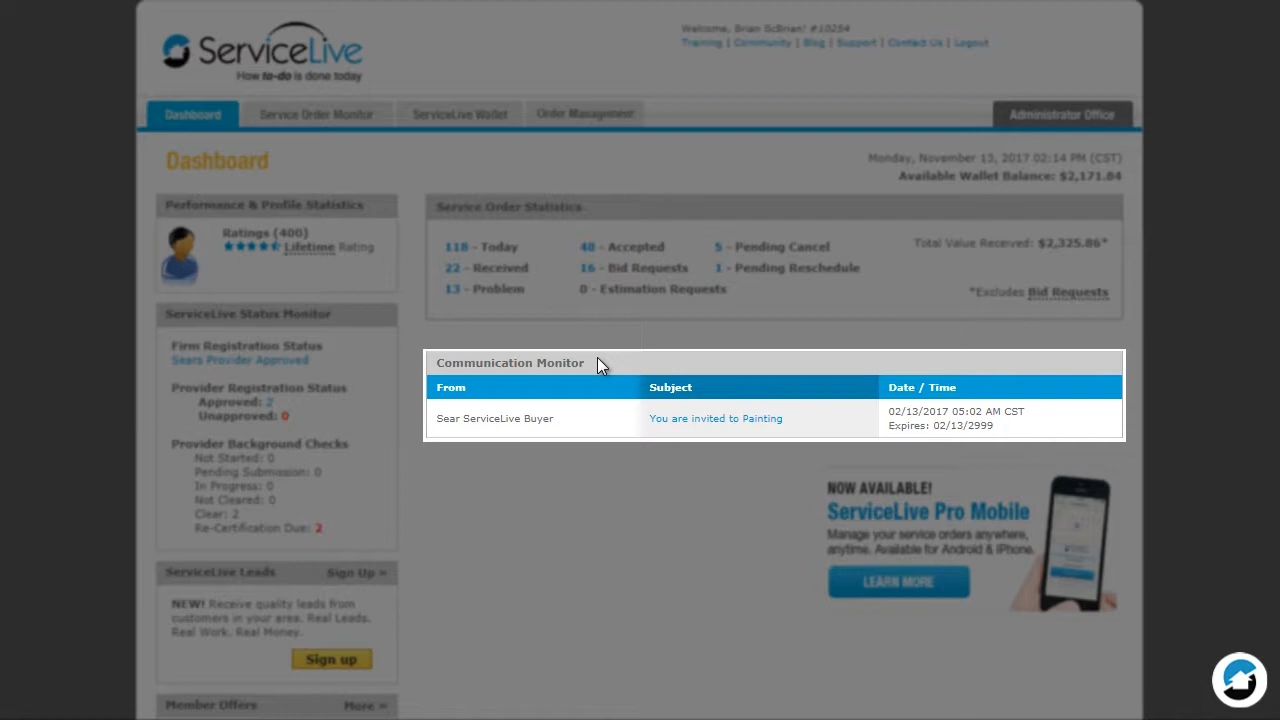 ServiceLive
How to-do is done today
Welcome, Brian ScBrian! #10254
Training | Community | Blog | Support | Contact Us | Logout
Dashboard
Service Order Monitor
ServiceLive Wallet
Order Management
Administrator Office
Dashboard
Monday, November 13, 2017 02:14 PM (CST)
Available Wallet Balance: $2,171.84
Performance & Profile Statistics
Ratings (400)
Lifetime Rating
Service Order Statistics
118 - Today
48 - Accepted
5 - Pending Cancel
Total Value Received: $2,325.86*
22 - Received
16 - Bid Requests
1 - Pending Reschedule
13 - Problem
0 - Estimation Requests
*Excludes Bid Requests
ServiceLive Status Monitor
Firm Registration Status
Sears Provider Approved
Provider Registration Status
Approved: 2
Unapproved: 0
Provider Background Checks
Not Started: 0
Pending Submission: 0
In Progress: 0
Not Cleared: 0
Clear: 2
Re-Certification Due: 2
Communication Monitor
From
Subject
Date / Time
Sear ServiceLive Buyer
You are invited to Painting
02/13/2017 05:02 AM CST
Expires: 02/13/2999
NOW AVAILABLE!
ServiceLive Pro Mobile
Manage your service orders anywhere,
anytime. Available for Android & iPhone.
LEARN MORE
ServiceLive Leads
Sign Up »
NEW! Receive quality leads from
customers in your area. Real Leads.
Real Work. Real Money.
Sign up
Member Offers
More »